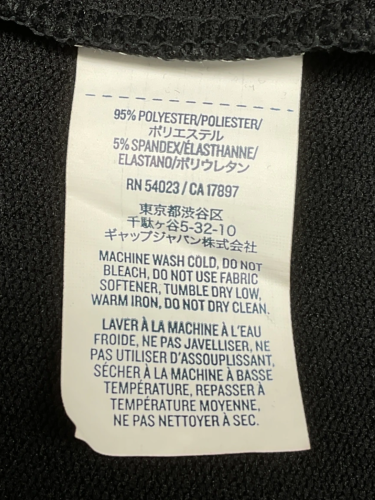 95% POLYESTER/POLIESTER/
ポリエステル
5% SPANDEX/ÉLASTHANNE/
ELASTANO/ポリウレタン
RN 54023 / CA 17897
東京都渋谷区
千駄ヶ谷5-32-10
ギャップジャパン株式会社
MACHINE WASH COLD, DO NOT
BLEACH, DO NOT USE FABRIC
SOFTENER, TUMBLE DRY LOW,
WARM IRON, DO NOT DRY CLEAN.
LAVER À LA MACHINE À L'EAU
FROIDE, NE PAS JAVELLISER, NE
PAS UTILISER D'ASSOUPLISSANT,
SÉCHER À LA MACHINE À BASSE
TEMPÉRATURE, REPASSER À
TEMPÉRATURE MOYENNE,
NE PAS NETTOYER À SEC.